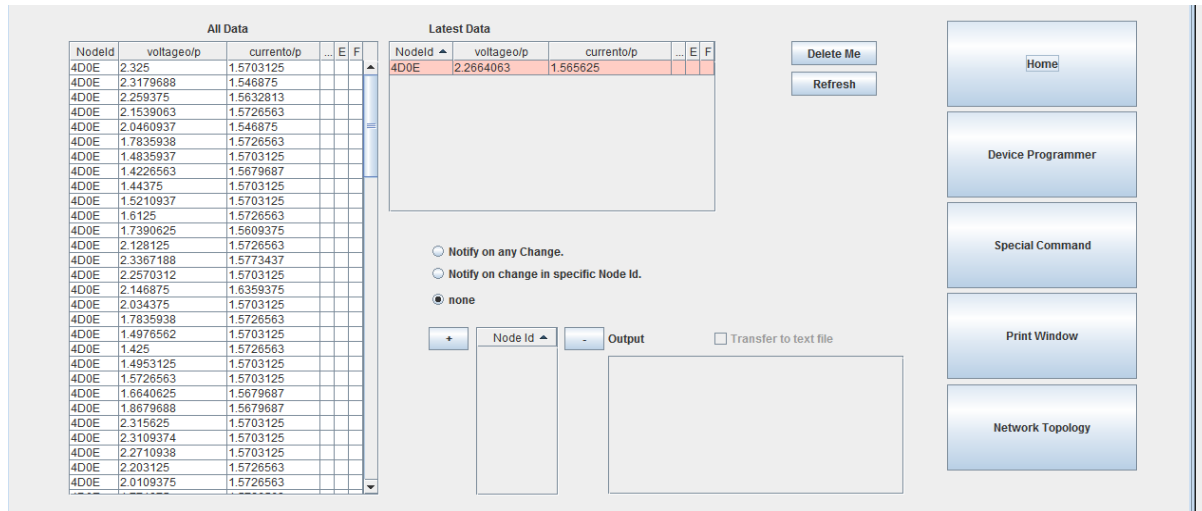 All Data
NodeId voltageo/p currento/p ... E F
4D0E 2.325 1.5703125
4D0E 2.3179688 1.546875
4D0E 2.259375 1.5632813
4D0E 2.1539063 1.5726563
4D0E 2.0460937 1.546875
4D0E 1.7835938 1.5726563
4D0E 1.4835937 1.5703125
4D0E 1.4226563 1.5679687
4D0E 1.44375 1.5703125
4D0E 1.5210937 1.5703125
4D0E 1.6125 1.5726563
4D0E 1.7390625 1.5609375
4D0E 2.128125 1.5726563
4D0E 2.3367188 1.5773437
4D0E 2.2570312 1.5703125
4D0E 2.146875 1.6359375
4D0E 2.034375 1.5703125
4D0E 1.7835938 1.5726563
4D0E 1.4976562 1.5703125
4D0E 1.425 1.5726563
4D0E 1.4953125 1.5703125
4D0E 1.5726563 1.5703125
4D0E 1.6640625 1.5679687
4D0E 1.8679688 1.5679687
4D0E 2.315625 1.5703125
4D0E 2.3109374 1.5703125
4D0E 2.2710938 1.5703125
4D0E 2.203125 1.5726563
4D0E 2.0109375 1.5726563
Latest Data
NodeId voltageo/p currento/p ... E F
4D0E 2.2664063 1.565625
Delete Me
Refresh
Notify on any Change.
Notify on change in specific Node Id.
none
+ Node Id - Output Transfer to text file
Home
Device Programmer
Special Command
Print Window
Network Topology